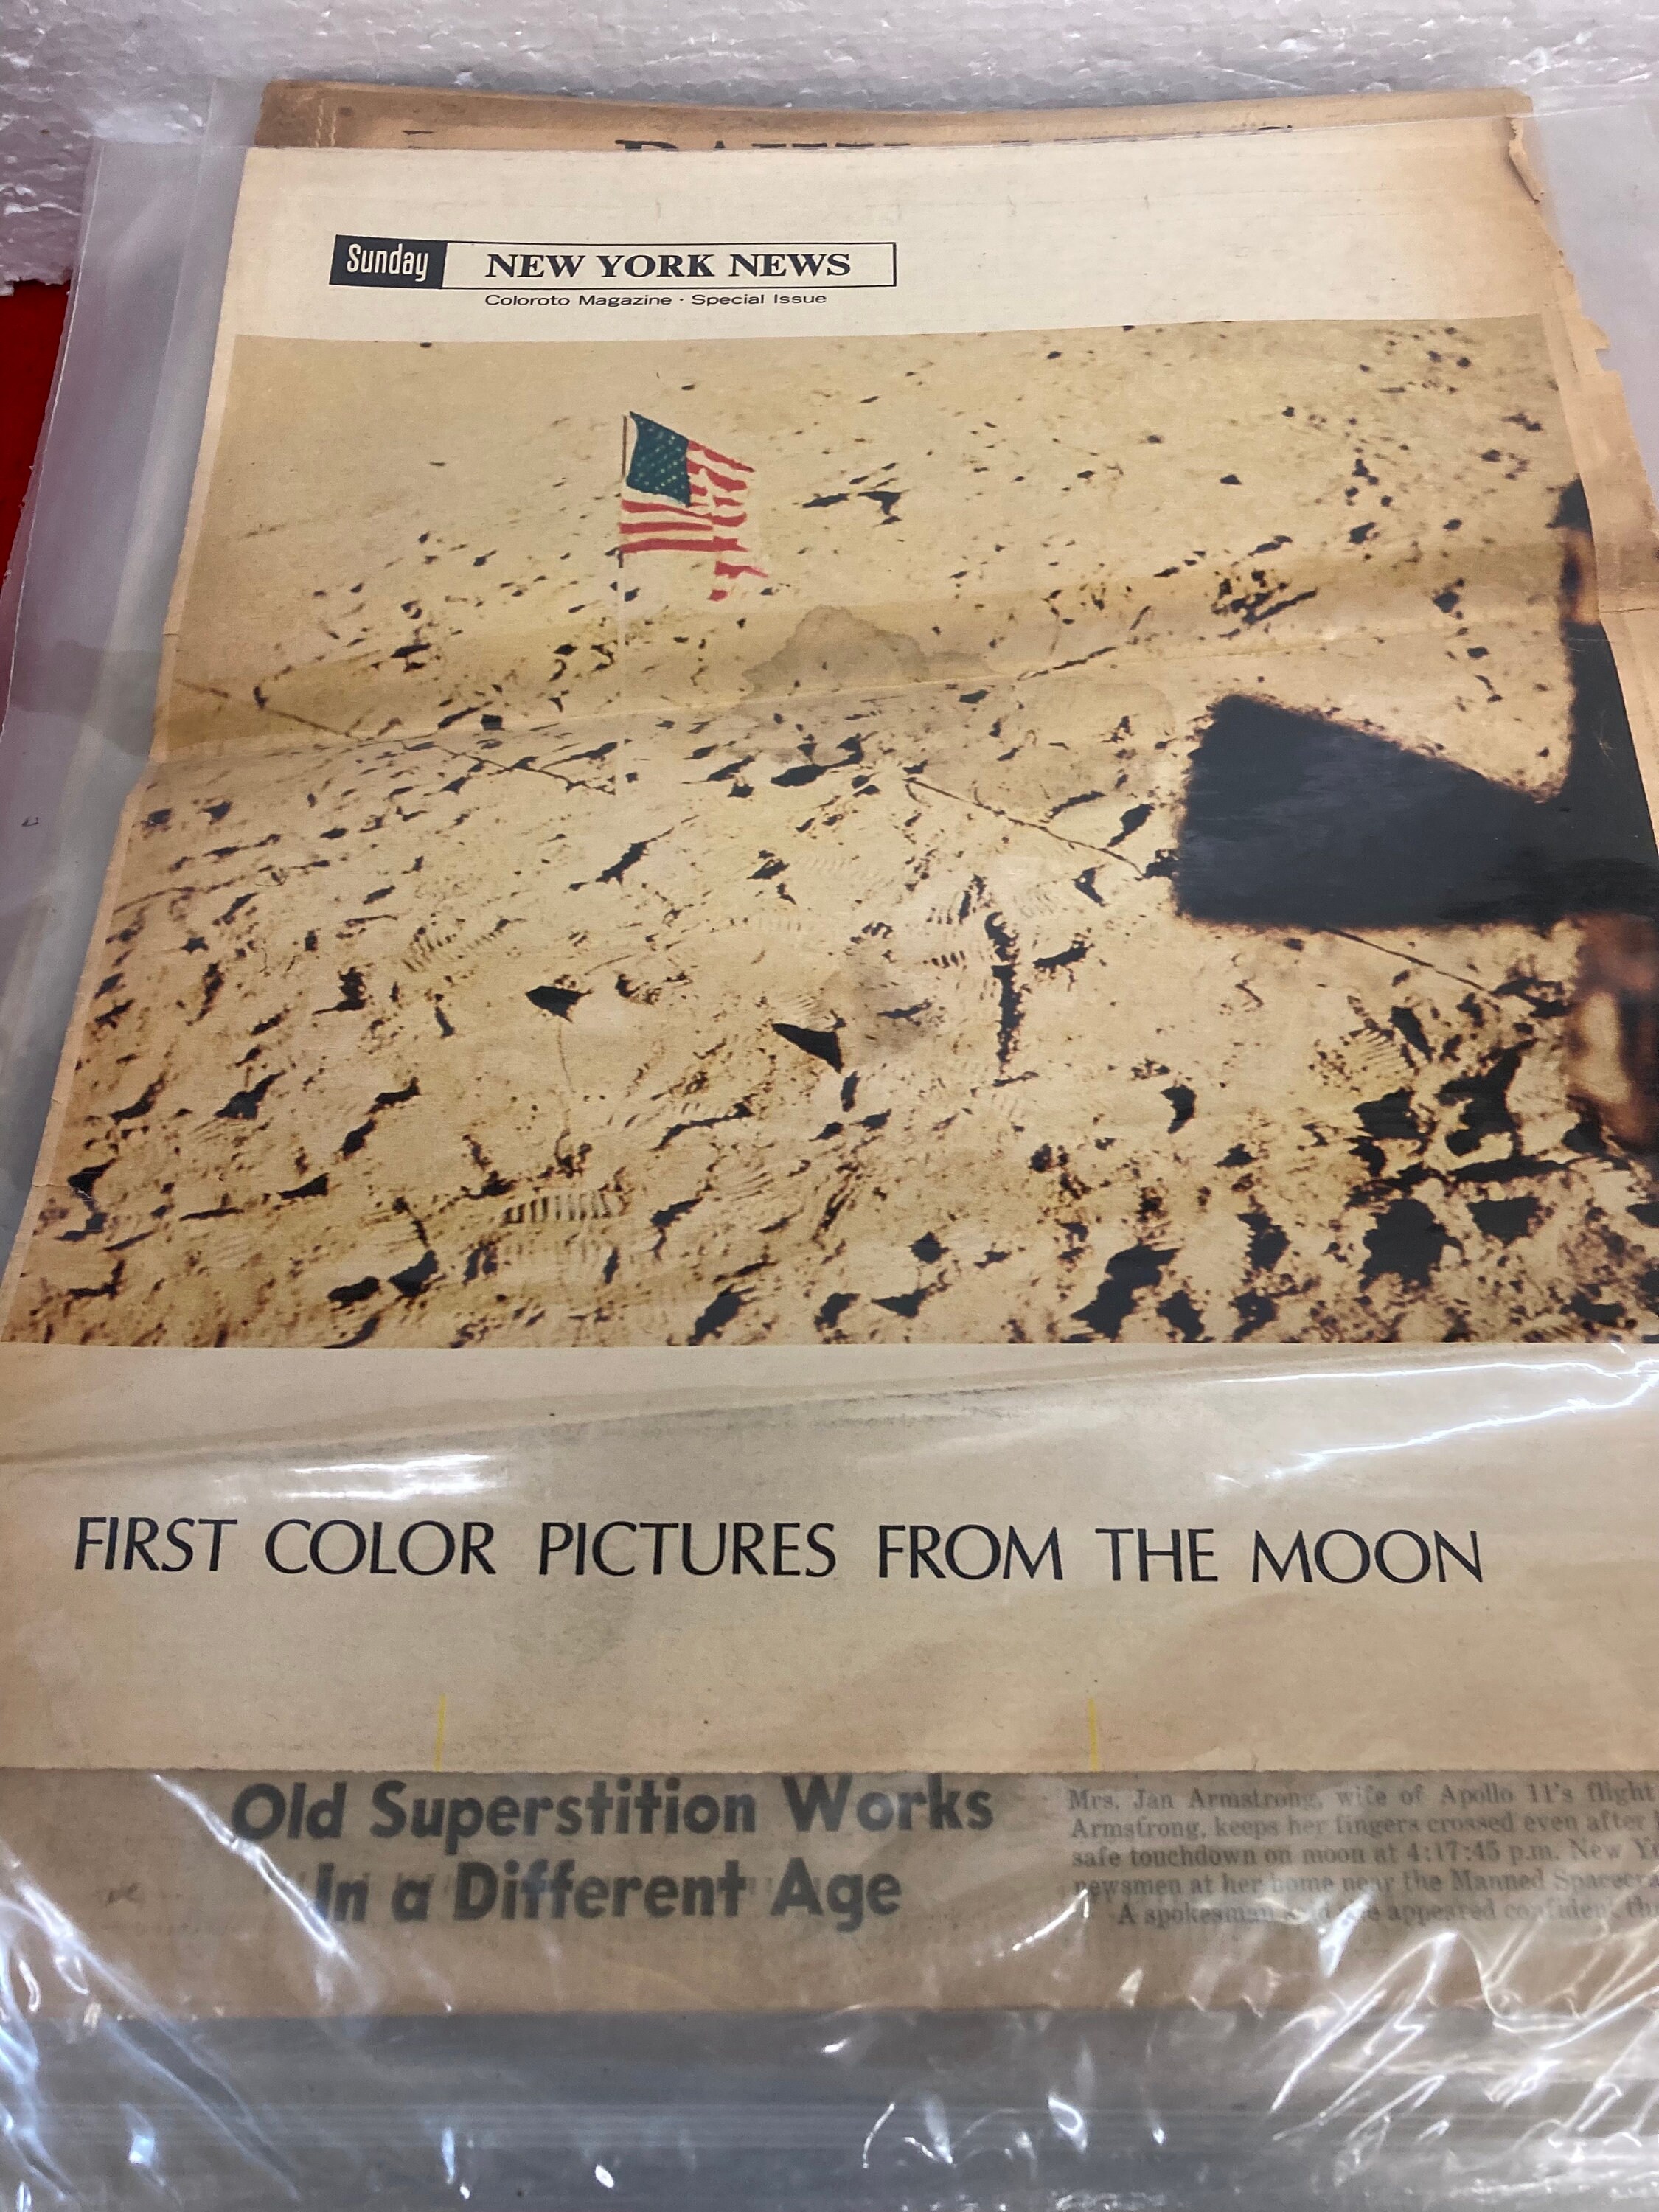 Sunday NEW YORK NEWS
Coloroto Magazine · Special Issue
FIRST COLOR PICTURES FROM THE MOON
Old Superstition Works
In a Different Age
Mrs. Jan Armstrong, wife of Apollo 11's flight
Armstrong, keeps her fingers crossed even after
safe touchdown on moon at 4:17:45 p.m. New
newsmen at her home near the Manned
A spokesman appeared